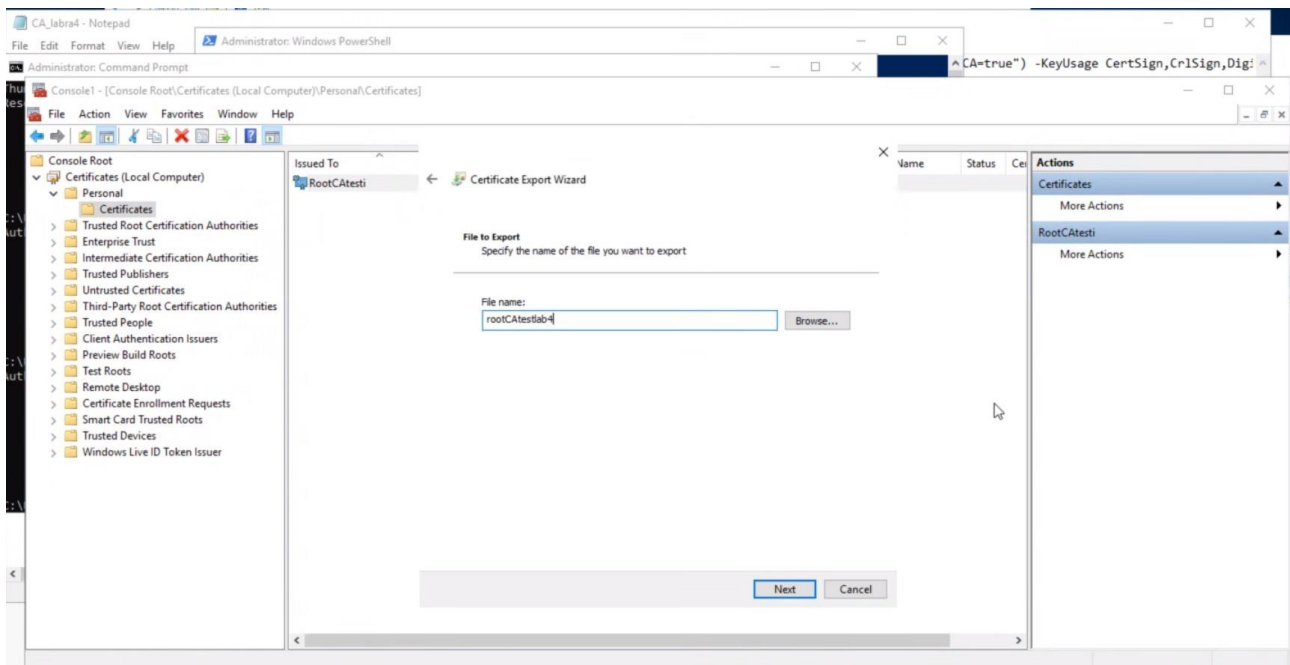 CA_labra4 - Notepad
File Edit Format View Help
Administrator: Windows PowerShell
Administrator: Command Prompt
CA=true") -KeyUsage CertSign,CrlSign,Digi
Console1 - [Console Root\Certificates (Local Computer)\Personal\Certificates]
File Action View Favorites Window Help
Console Root
Certificates (Local Computer)
Personal
Certificates
Trusted Root Certification Authorities
Enterprise Trust
Intermediate Certification Authorities
Trusted Publishers
Untrusted Certificates
Third-Party Root Certification Authorities
Trusted People
Client Authentication Issuers
Preview Build Roots
Test Roots
Remote Desktop
Certificate Enrollment Requests
Smart Card Trusted Roots
Trusted Devices
Windows Live ID Token Issuer
Issued To
RootCAtesti
Certificate Export Wizard
File to Export
Specify the name of the file you want to export
File name:
rootCAtestlab4
Browse...
Next
Cancel
Name Status Cer
Actions
Certificates
More Actions
RootCAtesti
More Actions